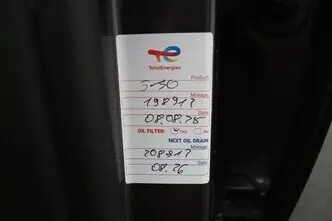 TotalEnergies
Product
5-30
Mileage
198917
Date
08.08.25
OIL FILTER: Yes No
NEXT OIL DRAIN
Mileage
208917
Date
08.26